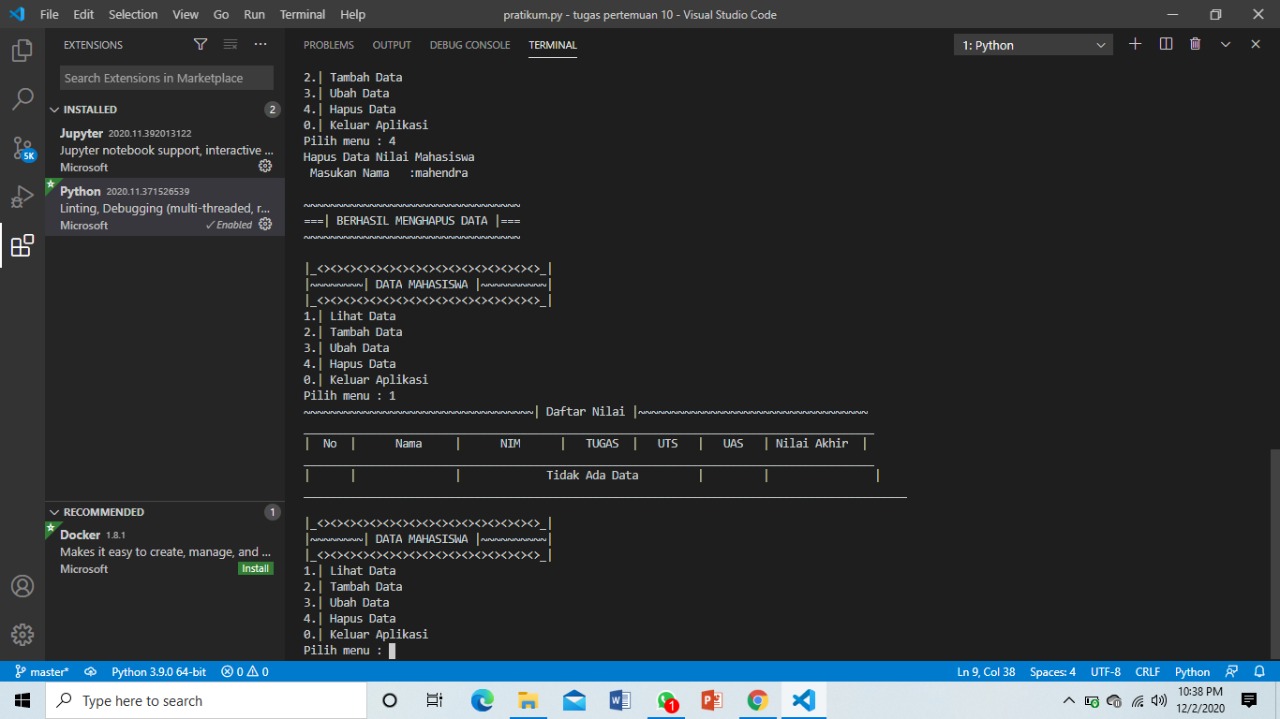 File Edit Selection View Go Run Terminal Help
pratikum.py - tugas pertemuan 10 - Visual Studio Code
EXTENSIONS
Search Extensions in Marketplace
INSTALLED 2
Jupyter 2020.11.392013122
Jupyter notebook support, interactive ...
Microsoft
Python 2020.11.371526539
Linting, Debugging (multi-threaded, r...
Microsoft ✓ Enabled
RECOMMENDED 1
Docker 1.8.1
Makes it easy to create, manage, and ...
Microsoft Install
5K
PROBLEMS OUTPUT DEBUG CONSOLE TERMINAL
1: Python
2.| Tambah Data
3.| Ubah Data
4.| Hapus Data
0.| Keluar Aplikasi
Pilih menu : 4
Hapus Data Nilai Mahasiswa
Masukan Nama :mahendra
~~~~~~~~~~~~~~~~~~~~~~~~~~~~~~~~~
===| BERHASIL MENGHAPUS DATA |===
~~~~~~~~~~~~~~~~~~~~~~~~~~~~~~~~~
|_<><><><><><><><><><><><><><><><><>_|
|~~~~~~~~| DATA MAHASISWA |~~~~~~~~~~|
|_<><><><><><><><><><><><><><><><><>_|
1.| Lihat Data
2.| Tambah Data
3.| Ubah Data
4.| Hapus Data
0.| Keluar Aplikasi
Pilih menu : 1
~~~~~~~~~~~~~~~~~~~~~~~~~~~~~~~~~~~| Daftar Nilai |~~~~~~~~~~~~~~~~~~~~~~~~~~~~~~~~~~~
| No | Nama | NIM | TUGAS | UTS | UAS | Nilai Akhir |
| | | Tidak Ada Data | | |
|_<><><><><><><><><><><><><><><><><>_|
|~~~~~~~~| DATA MAHASISWA |~~~~~~~~~~|
|_<><><><><><><><><><><><><><><><><>_|
1.| Lihat Data
2.| Tambah Data
3.| Ubah Data
4.| Hapus Data
0.| Keluar Aplikasi
Pilih menu :
master* Python 3.9.0 64-bit 0 0 Ln 9, Col 38 Spaces: 4 UTF-8 CRLF Python
Type here to search
1
10:38 PM
12/2/2020